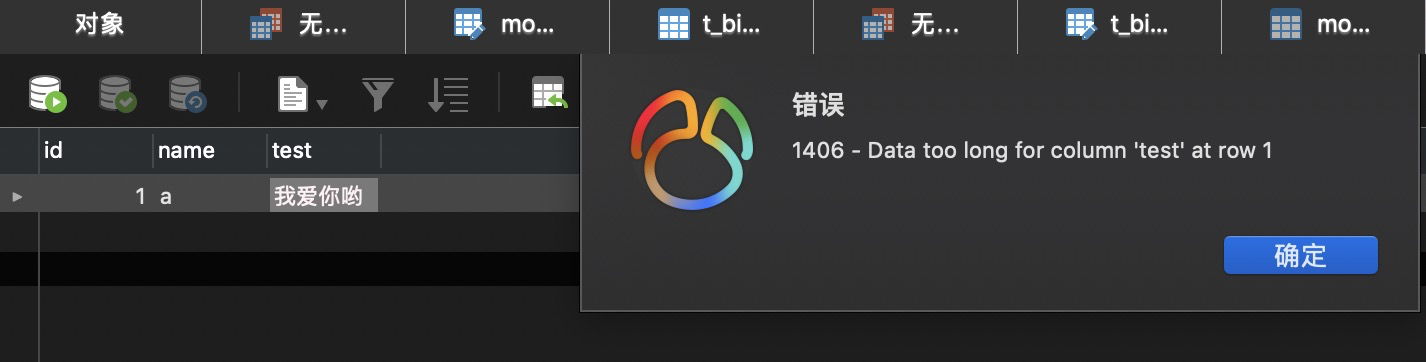 对象 无... mo... t_bi... 无... t_bi... mo...
错误
1406 - Data too long for column 'test' at row 1
确定
id name test
1 a 我爱你哟